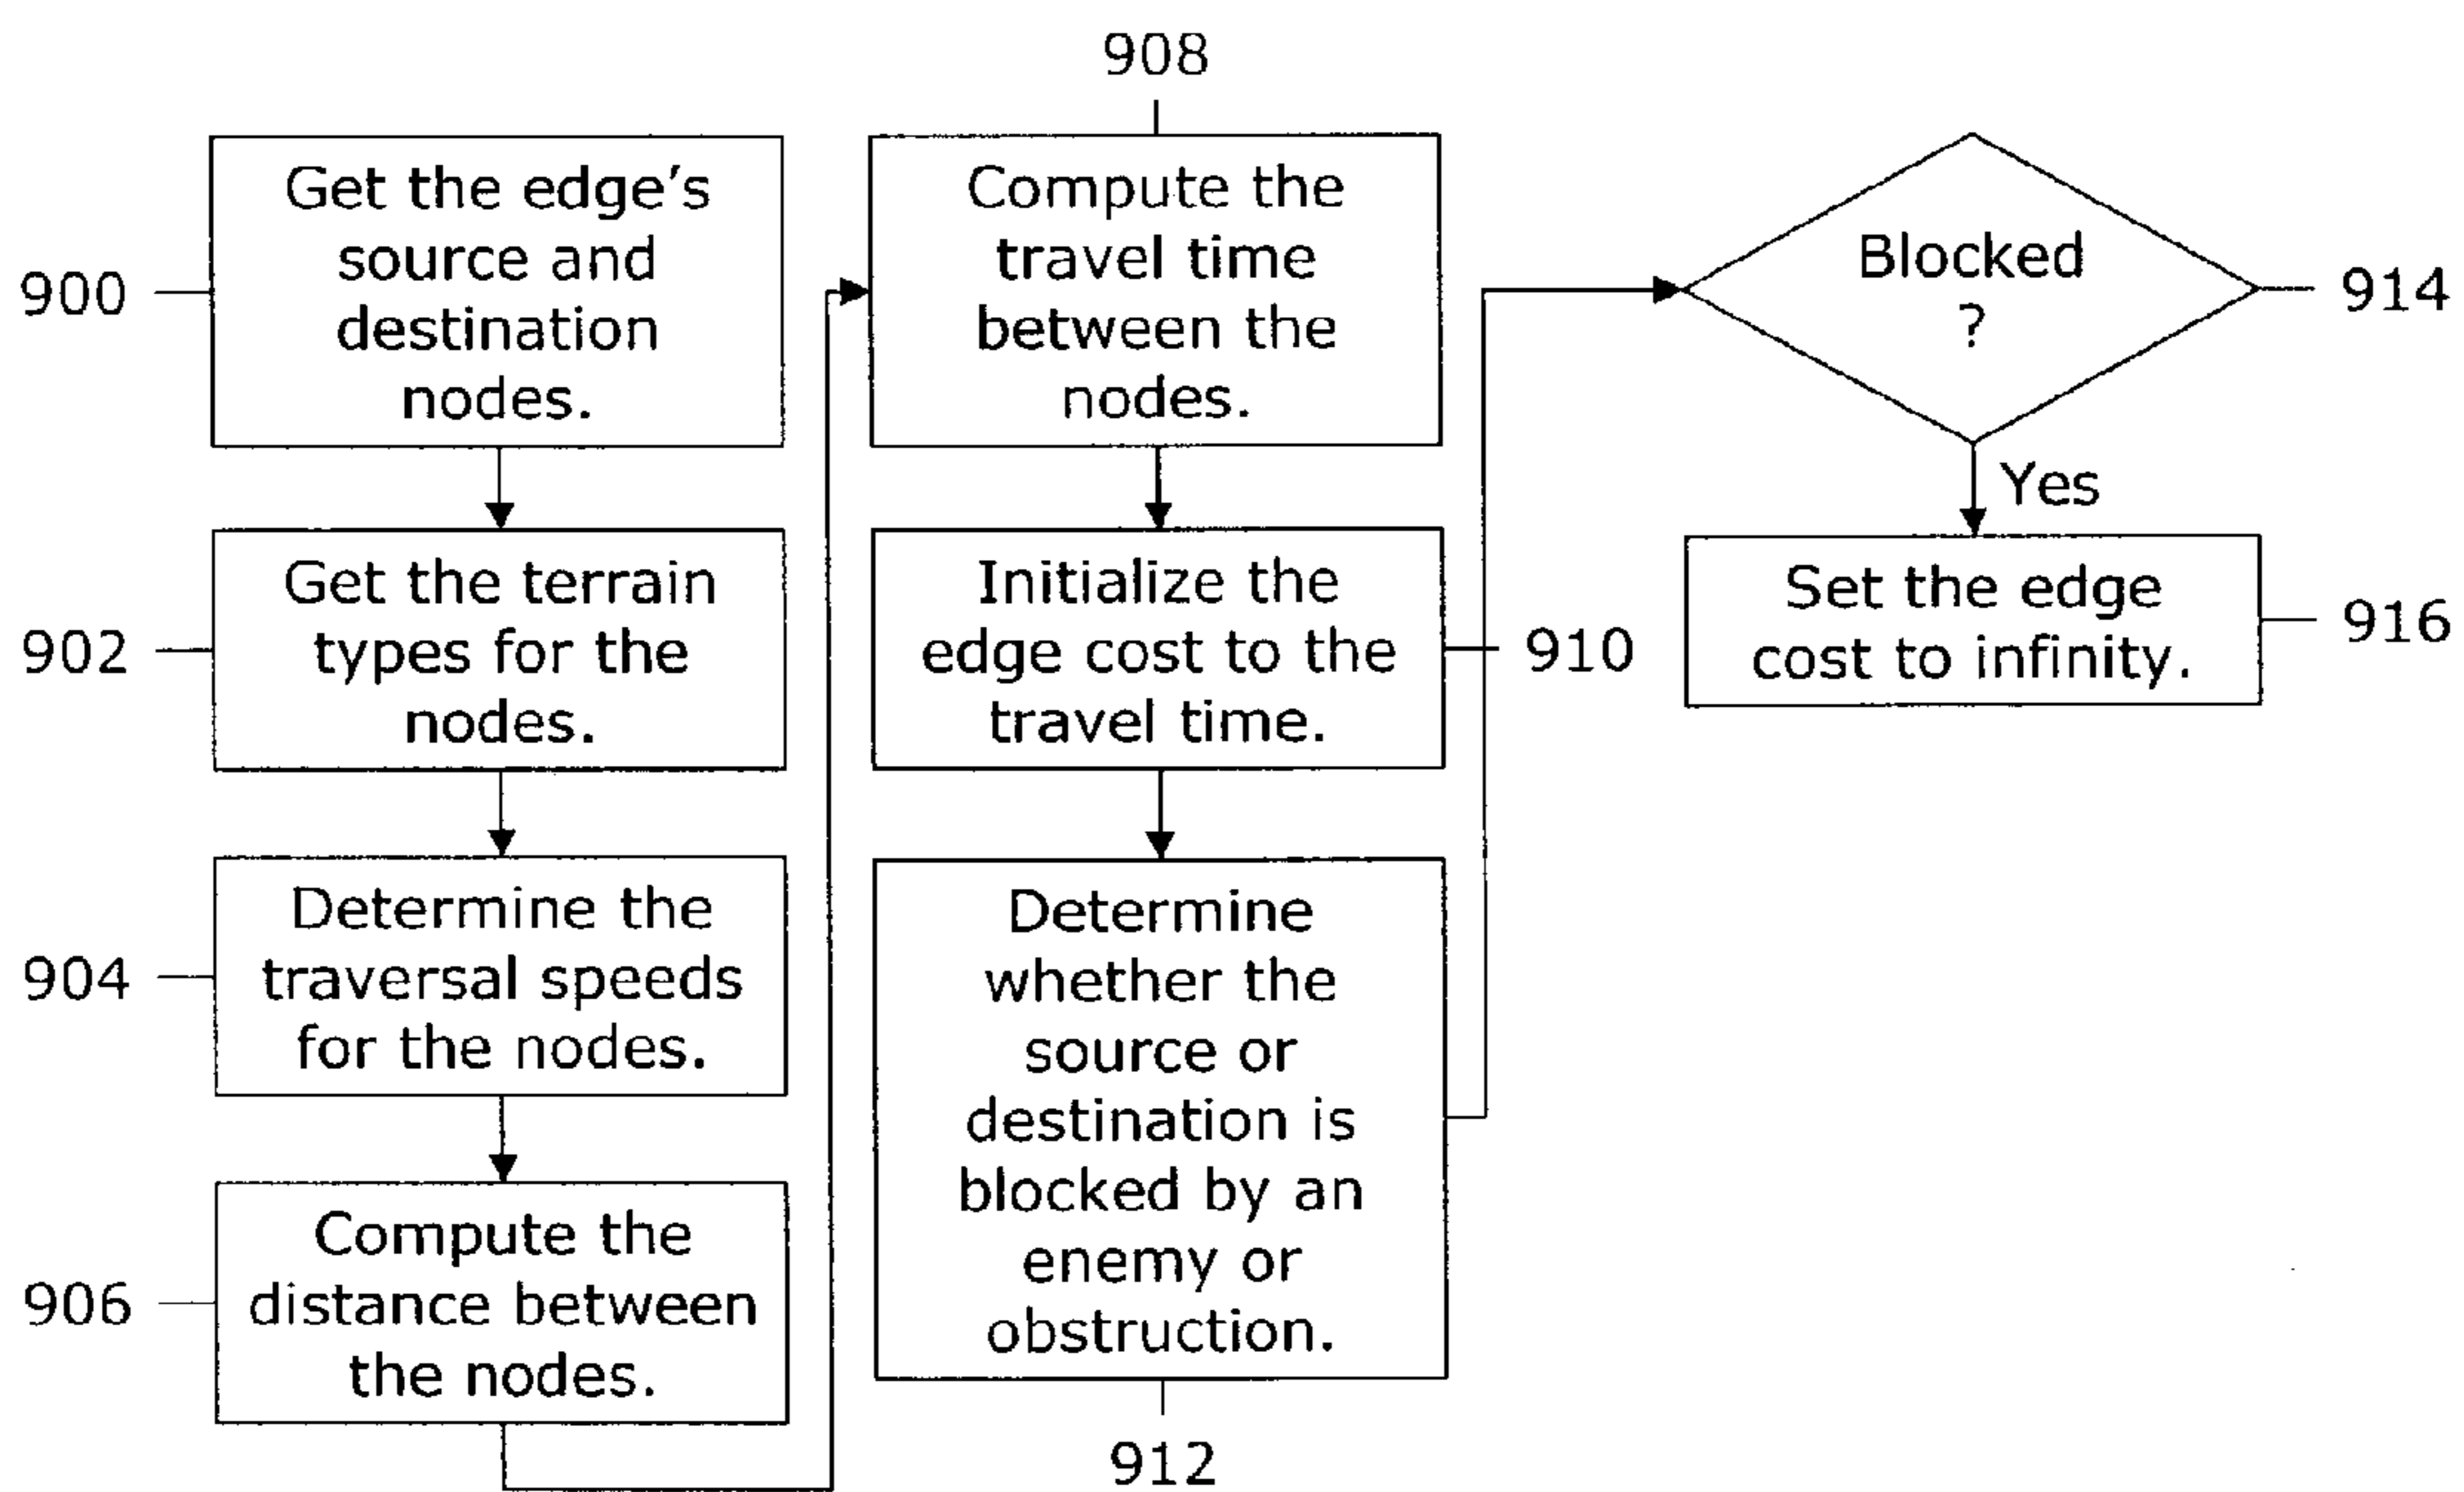 900
Get the edge’s
source and
destination
nodes.
902
Get the terrain
types for the
nodes.
904
Determine the
traversal speeds
for the nodes.
906
Compute the
distance between
the nodes.
908
Compute the
travel time
between the
nodes.
Initialize the
edge cost to the
travel time.
910
Determine
whether the
source or
destination is
blocked by an
enemy or
obstruction.
912
Blocked
?
914
Yes
Set the edge
cost to infinity.
916